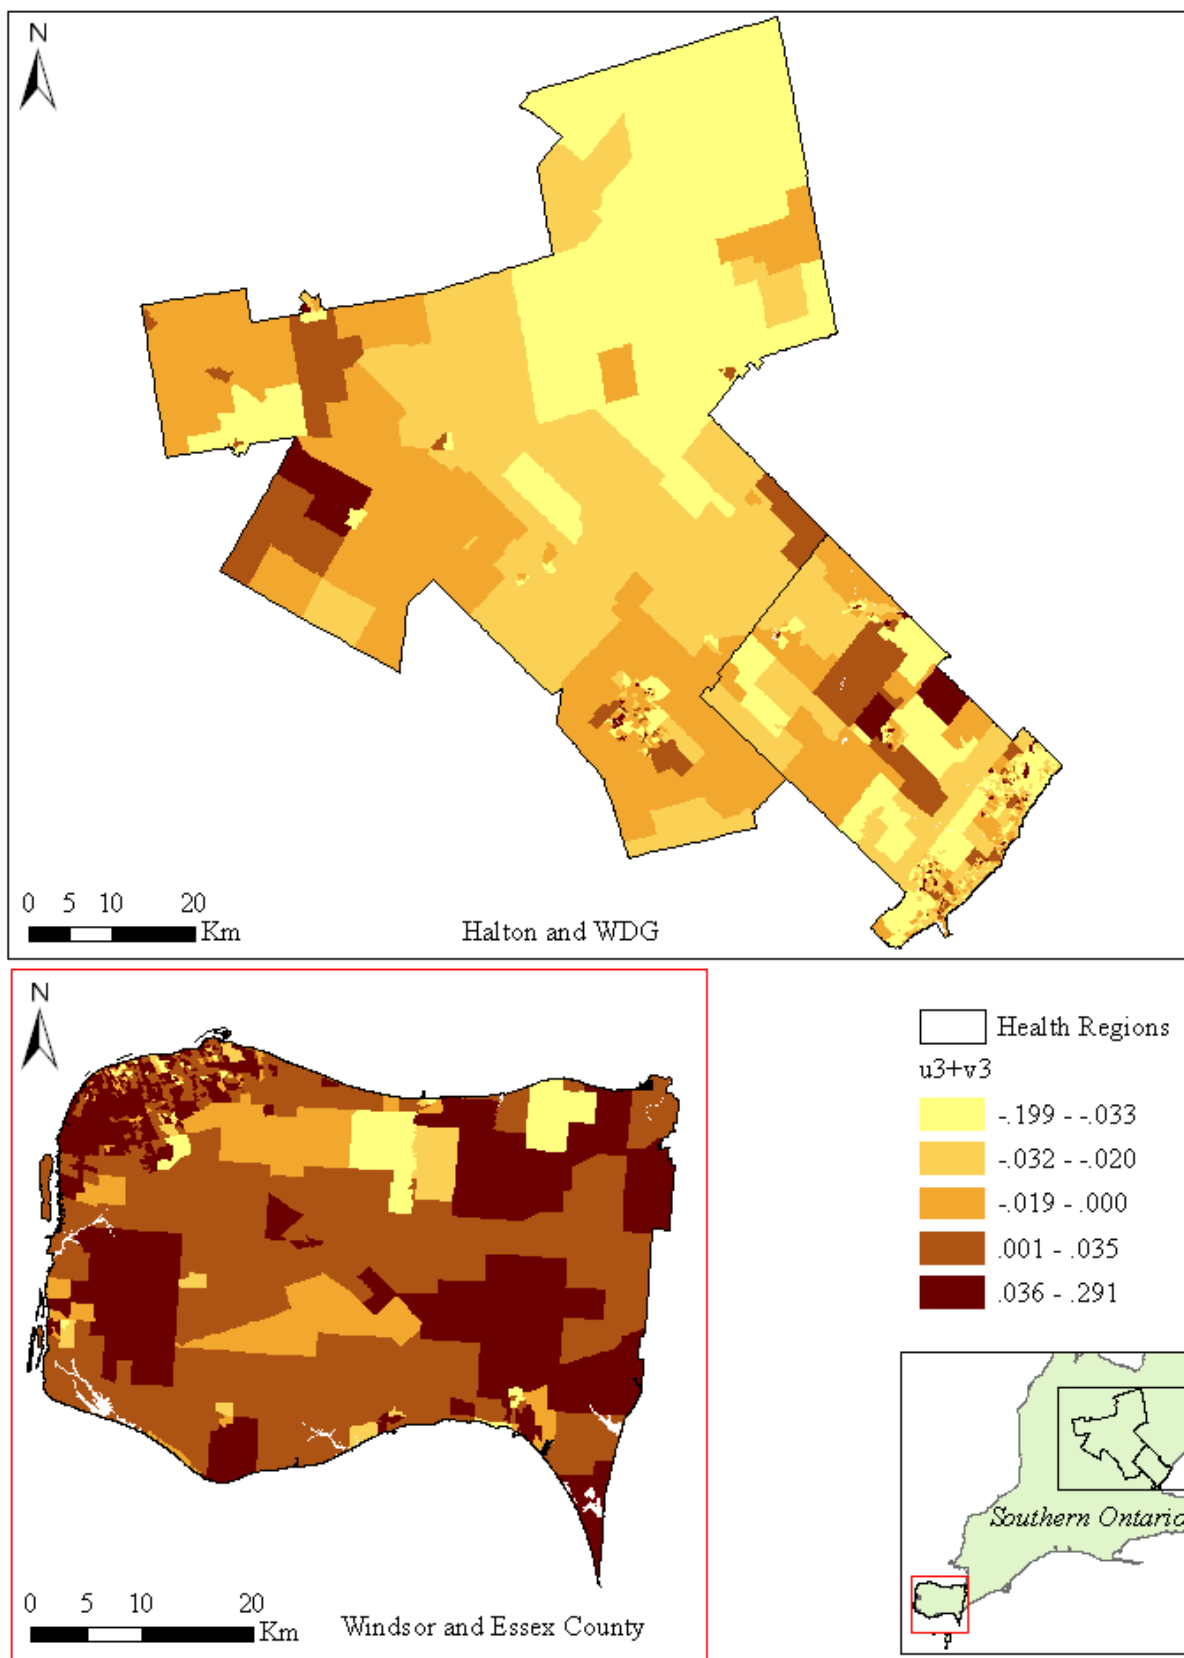 N
0 5 10 20
Km
Halton and WDG
N
0 5 10 20
Km
Windsor and Essex County
Health Regions
u3+v3
-.199 - -.033
-.032 - -.020
-.019 - .000
.001 - .035
.036 - .291
Southern Ontario